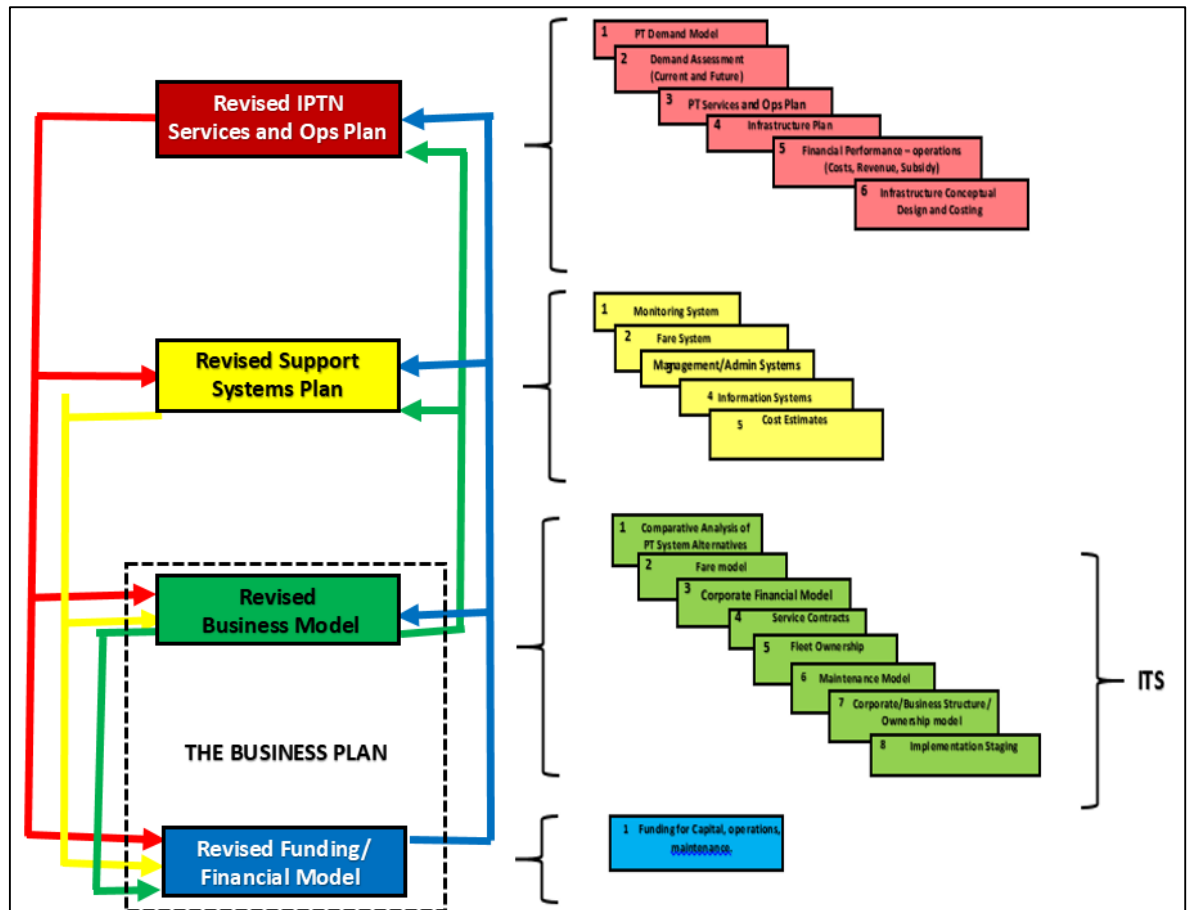 Revised IPTN
Services and Ops Plan
1 PT Demand Model
2 Demand Assessment
(Current and Future)
3 PT Services and Ops Plan
4 Infrastructure Plan
5 Financial Performance – operations
(Costs, Revenue, Subsidy)
6 Infrastructure Conceptual
Design and Costing
Revised Support
Systems Plan
1 Monitoring System
2 Fare System
3 Management/Admin Systems
4 Information Systems
5 Cost Estimates
Revised
Business Model
THE BUSINESS PLAN
1 Comparative Analysis of
PT System Alternatives
2 Fare model
3 Corporate Financial Model
4 Service Contracts
5 Fleet Ownership
6 Maintenance Model
7 Corporate/Business Structure/
Ownership model
8 Implementation Staging
ITS
Revised Funding/
Financial Model
1 Funding for Capital, operations,
maintenance.